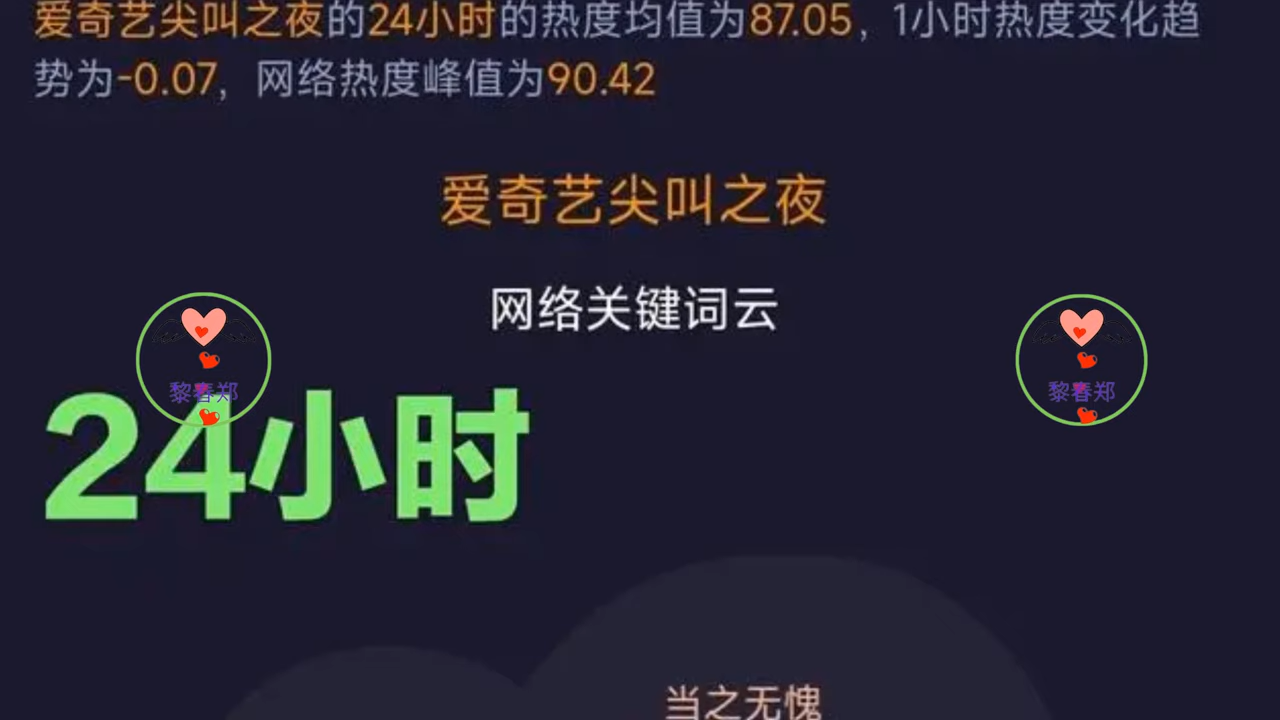 爱奇艺尖叫之夜的24小时的热度均值为87.05，1小时热度变化趋
势为-0.07，网络热度峰值为90.42
爱奇艺尖叫之夜
网络关键词云
黎春郑
黎春郑
24小时
当之无愧